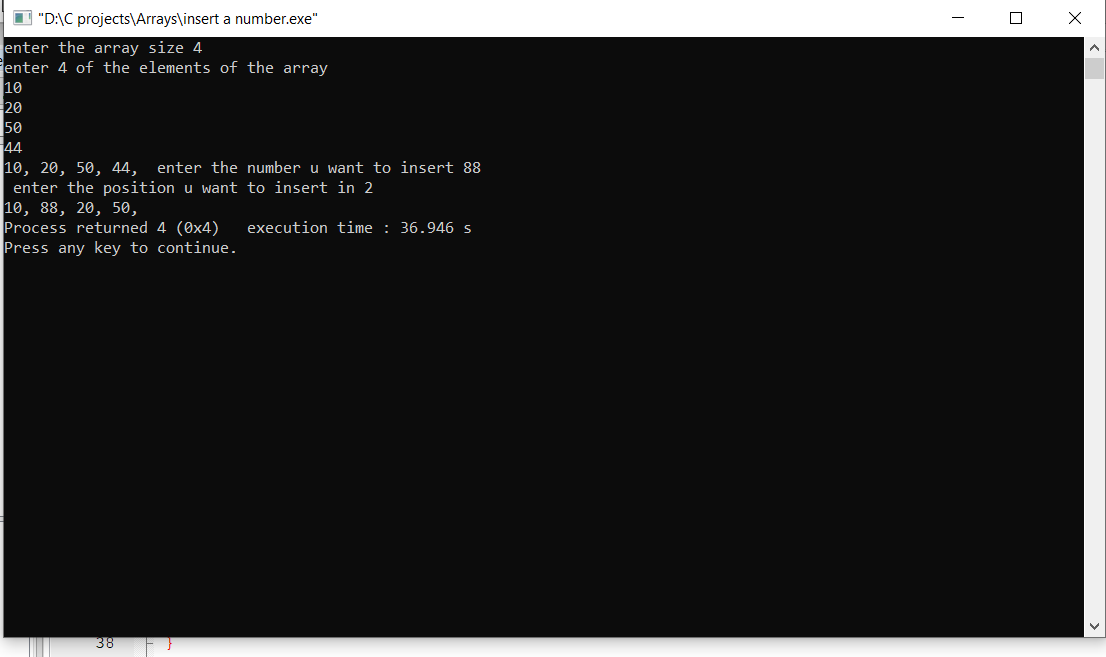 "D:\C projects\Arrays\insert a number.exe"
enter the array size 4
enter 4 of the elements of the array
10
20
50
44
10, 20, 50, 44,  enter the number u want to insert 88
 enter the position u want to insert in 2
10, 88, 20, 50,
Process returned 4 (0x4)   execution time : 36.946 s
Press any key to continue.
38 }